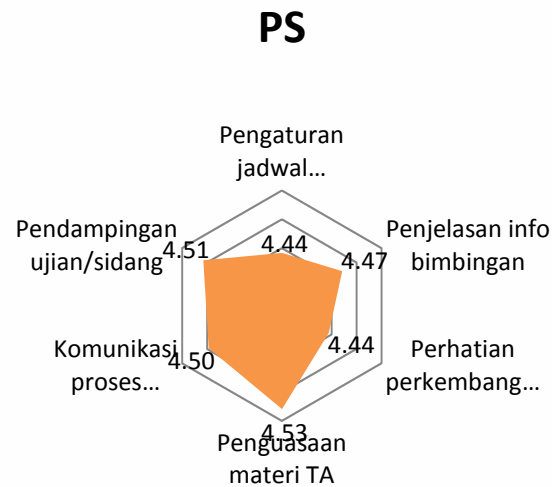 PS
Pengaturan
jadwal...
4.44
Penjelasan info
bimbingan
4.47
Perhatian
perkembang...
4.44
4.53
Penguasaan
materi TA
Komunikasi
proses...
4.50
Pendampingan
ujian/sidang
4.51